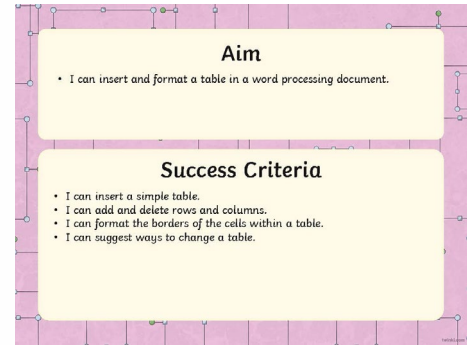 Aim
• I can insert and format a table in a word processing document.
Success Criteria
• I can insert a simple table.
• I can add and delete rows and columns.
• I can format the borders of the cells within a table.
• I can suggest ways to change a table.